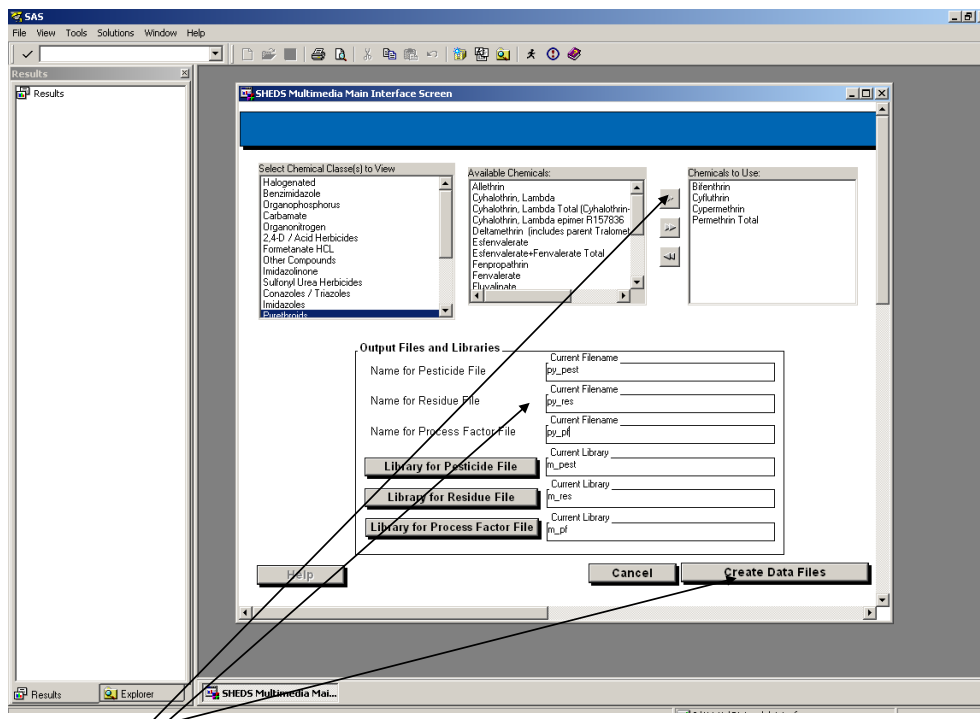 SAS
File View Tools Solutions Window Help
Results
Results
SHEDS Multimedia Main Interface Screen
Select Chemical Classe(s) to View
Halogenated
Benzimidazole
Organophosphorus
Carbamate
Organonitrogen
2,4-D / Acid Herbicides
Formetanate HCL
Other Compounds
Imidazolinone
Sulfonyl Urea Herbicides
Conazoles / Triazoles
Imidazoles
Pyrethroids
Available Chemicals:
Allethrin
Cyhalothrin, Lambda
Cyhalothrin, Lambda Total (Cyhalothrin-
Cyhalothrin, Lambda epimer R157836
Deltamethrin (includes parent Tralomet
Esfenvalerate
Esfenvalerate+Fenvalerate Total
Fenpropathrin
Fenvalerate
Fluvalinate
>
>>
<<
Chemicals to Use:
Bifenthrin
Cyfluthrin
Cypermethrin
Permethrin Total
Output Files and Libraries
Name for Pesticide File
Current Filename
py_pest
Name for Residue File
Current Filename
py_res
Name for Process Factor File
Current Filename
py_pf
Library for Pesticide File
Current Library
m_pest
Library for Residue File
Current Library
m_res
Library for Process Factor File
Current Library
m_pf
Help
Cancel
Create Data Files
Results
Explorer
SHEDS Multimedia Mai...